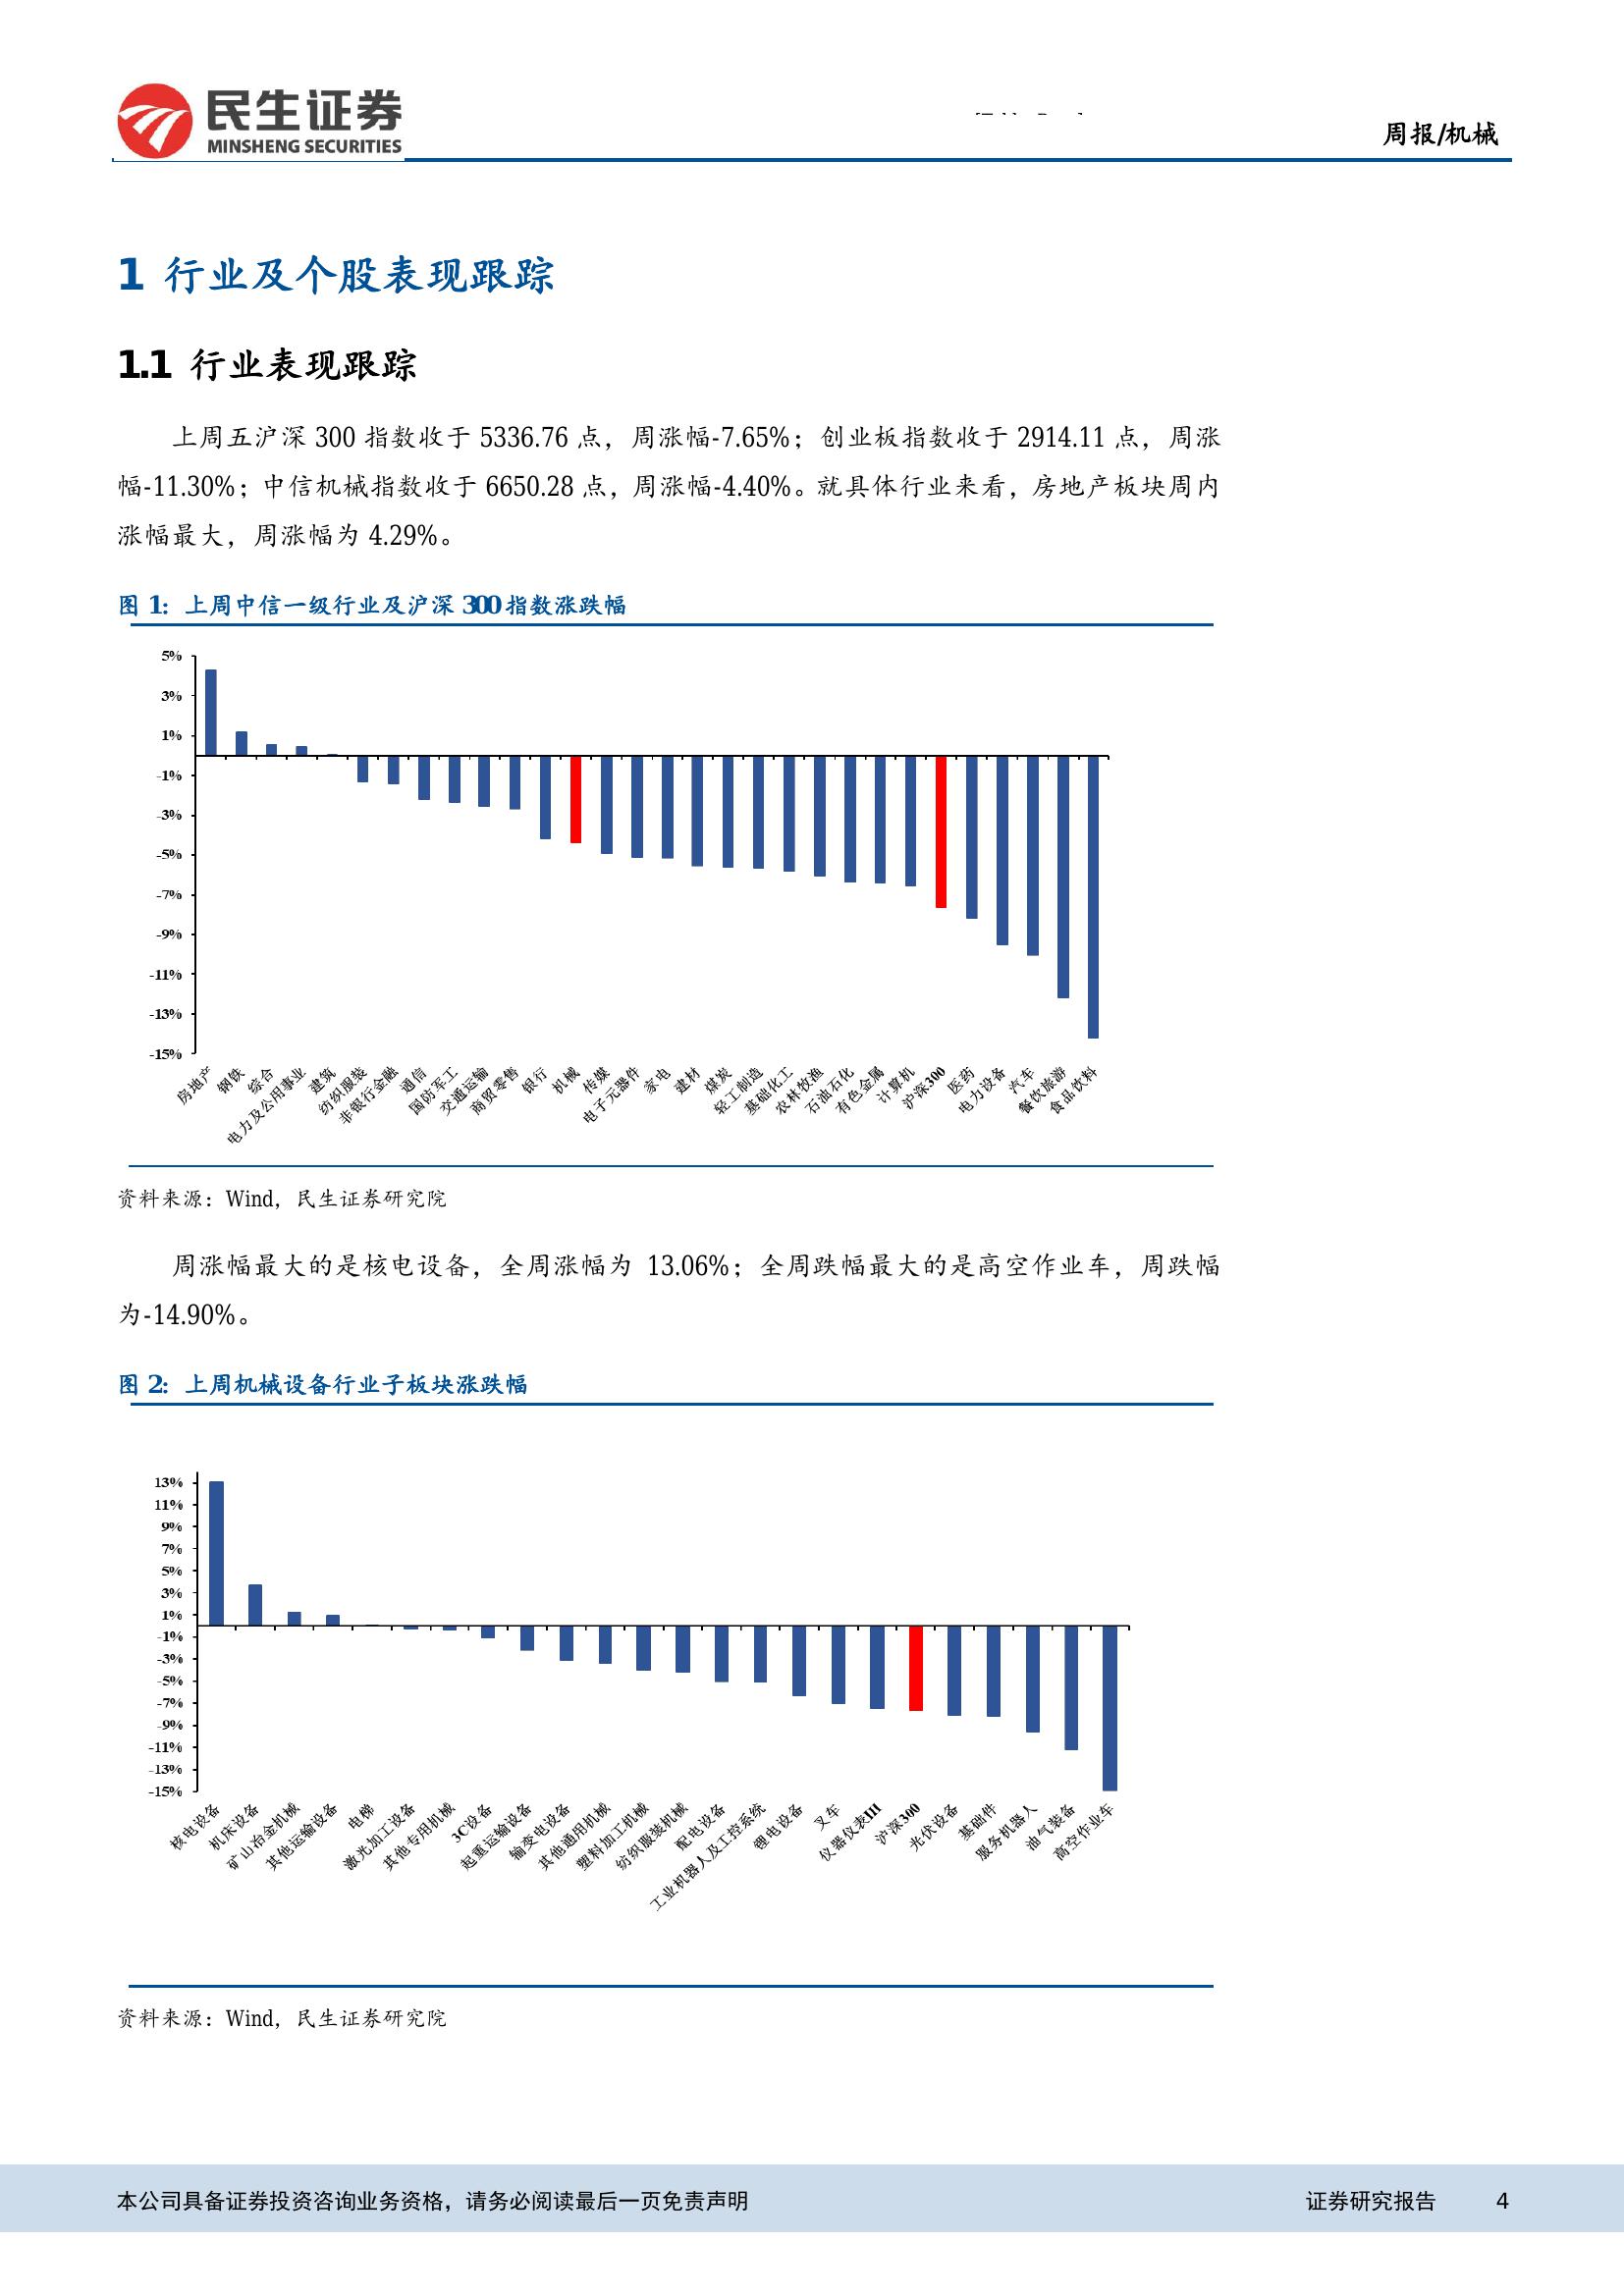 民生证券
MINSHENG SECURITIES
周报/机械
1 行业及个股表现跟踪
1.1 行业表现跟踪
上周五沪深 300 指数收于 5336.76 点，周涨幅-7.65%；创业板指数收于 2914.11 点，周涨
幅-11.30%；中信机械指数收于 6650.28 点，周涨幅-4.40%。就具体行业来看，房地产板块周内
涨幅最大，周涨幅为 4.29%。
图 1：上周中信一级行业及沪深 300 指数涨跌幅
5%
3%
1%
-1%
-3%
-5%
-7%
-9%
-11%
-13%
-15%
房地产
钢铁
综合
电力及公用事业
建筑
纺织服装
非银行金融
通信
国防军工
交通运输
商贸零售
银行
机械
传媒
电子元器件
家电
建材
煤炭
轻工制造
基础化工
农林牧渔
石油石化
有色金属
计算机
沪深300
医药
电力设备
汽车
餐饮旅游
食品饮料
资料来源：Wind，民生证券研究院
周涨幅最大的是核电设备，全周涨幅为 13.06%；全周跌幅最大的是高空作业车，周跌幅
为-14.90%。
图 2：上周机械设备行业子板块涨跌幅
13%
11%
9%
7%
5%
3%
1%
-1%
-3%
-5%
-7%
-9%
-11%
-13%
-15%
核电设备
机床设备
矿山冶金机械
其他运输设备
电梯
激光加工设备
其他专用机械
3C设备
起重运输设备
输变电设备
其他通用机械
塑料加工机械
纺织服装机械
配电设备
工业机器人及工控系统
锂电设备
叉车
仪器仪表III
沪深300
光伏设备
基础件
服务机器人
油气装备
高空作业车
资料来源：Wind，民生证券研究院
本公司具备证券投资咨询业务资格，请务必阅读最后一页免责声明
证券研究报告 4